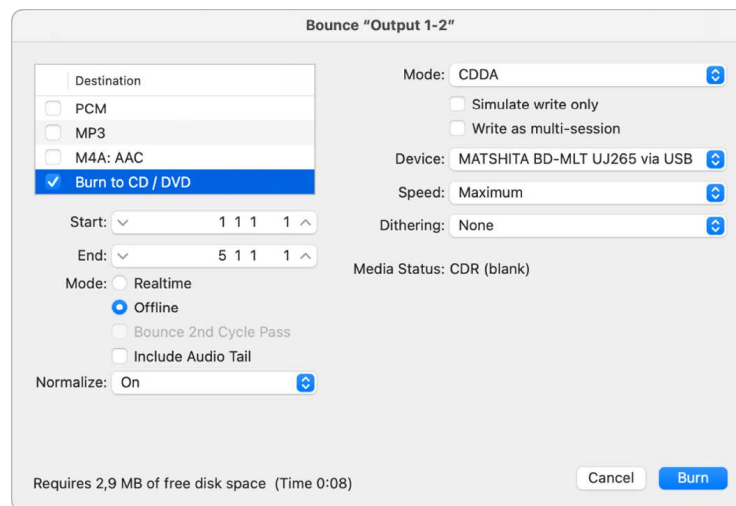 Bounce “Output 1-2”
Destination
PCM
MP3
M4A: AAC
Burn to CD / DVD
Start: 1 1 1 1
End: 5 1 1 1
Mode: Realtime
Offline
Bounce 2nd Cycle Pass
Include Audio Tail
Normalize: On
Mode: CDDA
Simulate write only
Write as multi-session
Device: MATSHITA BD-MLT UJ265 via USB
Speed: Maximum
Dithering: None
Media Status: CDR (blank)
Requires 2,9 MB of free disk space (Time 0:08)
Cancel Burn